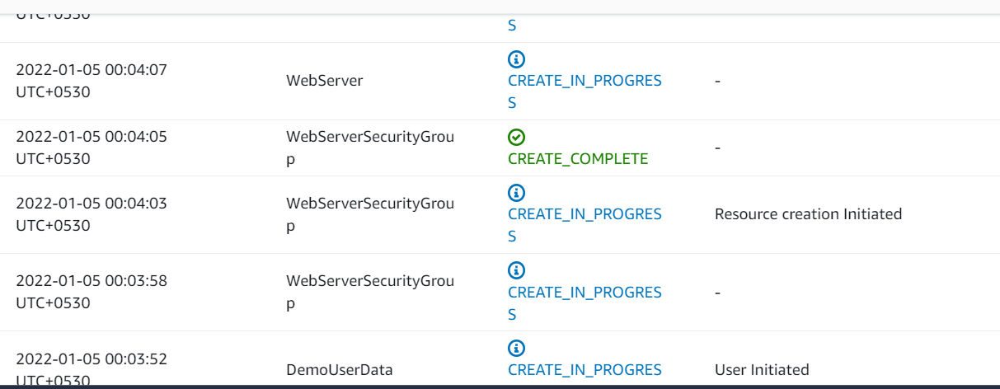 UTC+0530
S
2022-01-05 00:04:07
UTC+0530
WebServer
CREATE_IN_PROGRES
S
-
2022-01-05 00:04:05
UTC+0530
WebServerSecurityGrou
p
CREATE_COMPLETE
-
2022-01-05 00:04:03
UTC+0530
WebServerSecurityGrou
p
CREATE_IN_PROGRES
S
Resource creation Initiated
2022-01-05 00:03:58
UTC+0530
WebServerSecurityGrou
p
CREATE_IN_PROGRES
S
-
2022-01-05 00:03:52
UTC+0530
DemoUserData
CREATE_IN_PROGRES
User Initiated